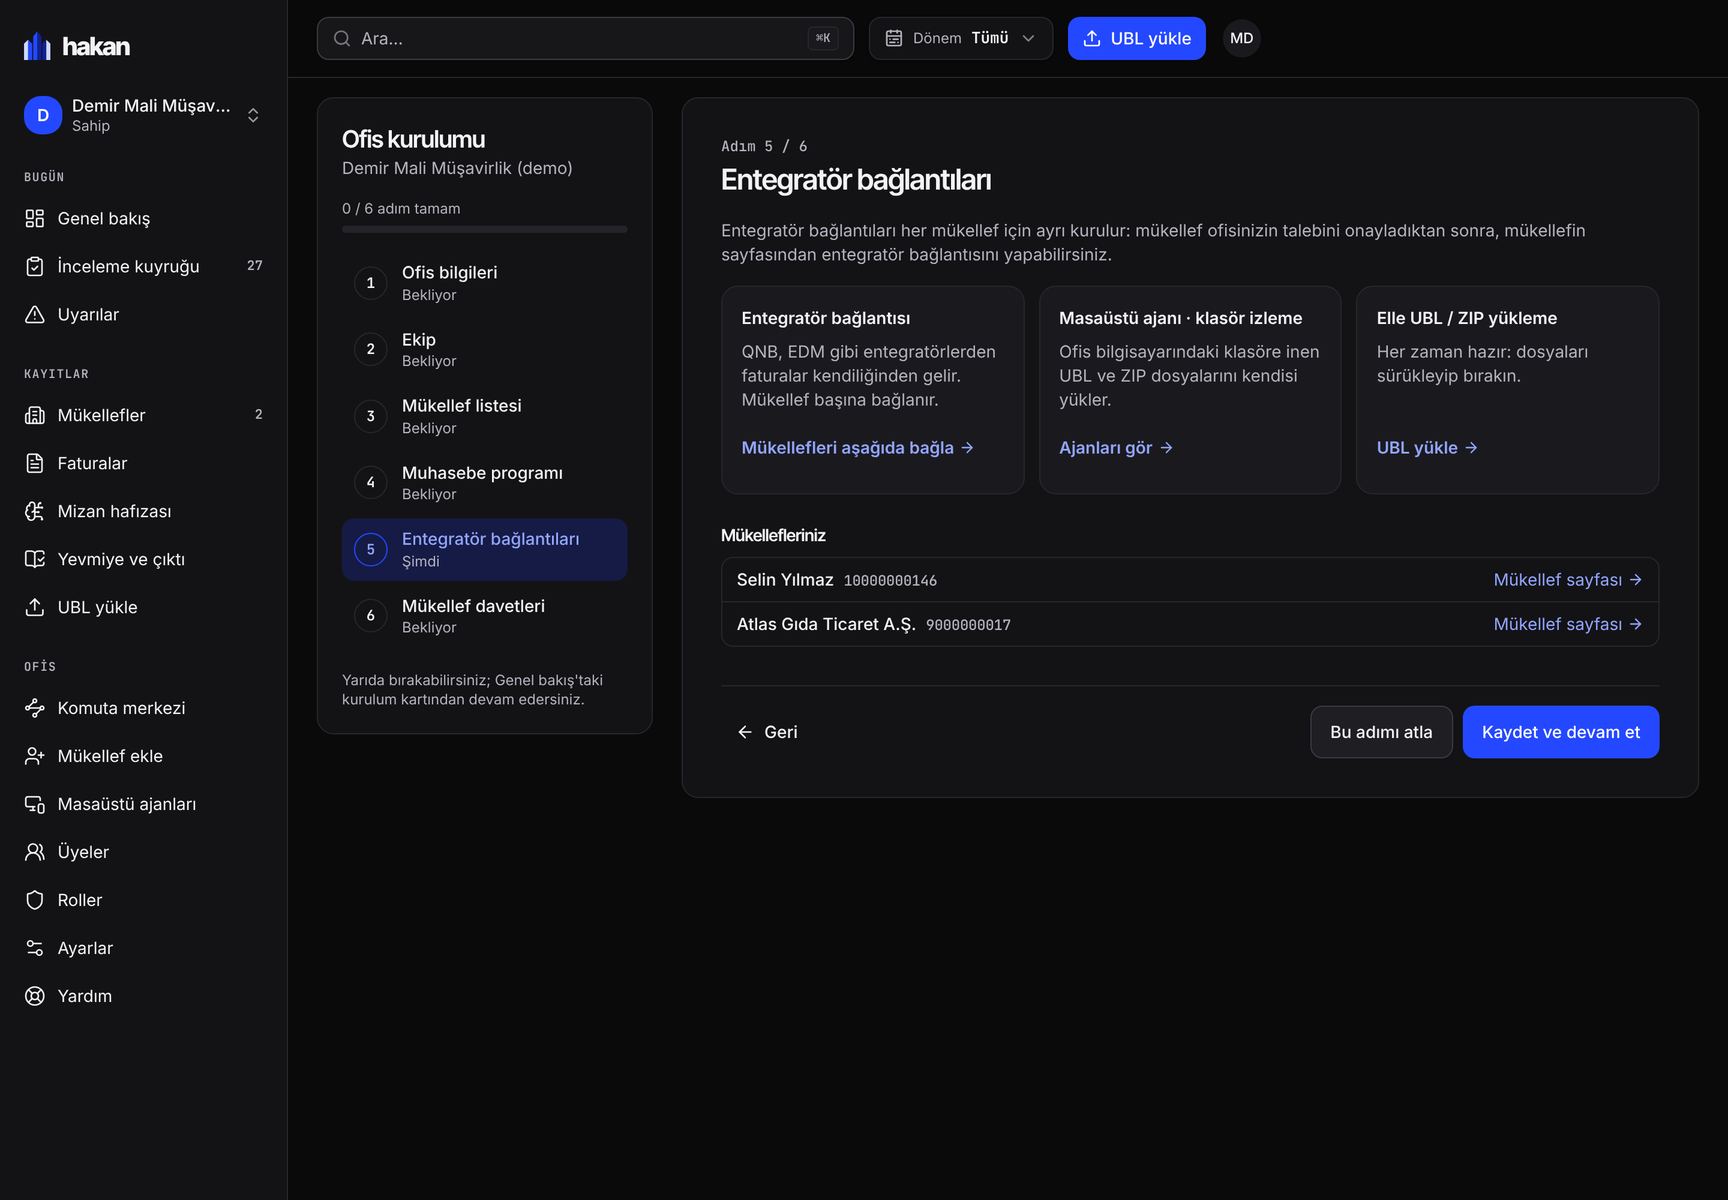 hakan
D
Demir Mali Müşav...
Sahip
BUGÜN
Genel bakış
İnceleme kuyruğu 27
Uyarılar
KAYITLAR
Mükellefler 2
Faturalar
Mizan hafızası
Yevmiye ve çıktı
UBL yükle
OFİS
Komuta merkezi
Mükellef ekle
Masaüstü ajanları
Üyeler
Roller
Ayarlar
Yardım
Ara... ⌘K
Dönem Tümü
UBL yükle
MD
Ofis kurulumu
Demir Mali Müşavirlik (demo)
0 / 6 adım tamam
1 Ofis bilgileri
Bekliyor
2 Ekip
Bekliyor
3 Mükellef listesi
Bekliyor
4 Muhasebe programı
Bekliyor
5 Entegratör bağlantıları
Şimdi
6 Mükellef davetleri
Bekliyor
Yarıda bırakabilirsiniz; Genel bakış'taki
kurulum kartından devam edersiniz.
Adım 5 / 6
Entegratör bağlantıları
Entegratör bağlantıları her mükellef için ayrı kurulur: mükellef ofisinizin talebini onayladıktan sonra, mükellefin
sayfasından entegratör bağlantısını yapabilirsiniz.
Entegratör bağlantısı
QNB, EDM gibi entegratörlerden
faturalar kendiliğinden gelir.
Mükellef başına bağlanır.
Mükellefleri aşağıda bağla →
Masaüstü ajanı · klasör izleme
Ofis bilgisayarındaki klasöre inen
UBL ve ZIP dosyalarını kendisi
yükler.
Ajanları gör →
Elle UBL / ZIP yükleme
Her zaman hazır: dosyaları
sürükleyip bırakın.
UBL yükle →
Mükellefleriniz
Selin Yılmaz 10000000146 Mükellef sayfası →
Atlas Gıda Ticaret A.Ş. 9000000017 Mükellef sayfası →
← Geri
Bu adımı atla
Kaydet ve devam et